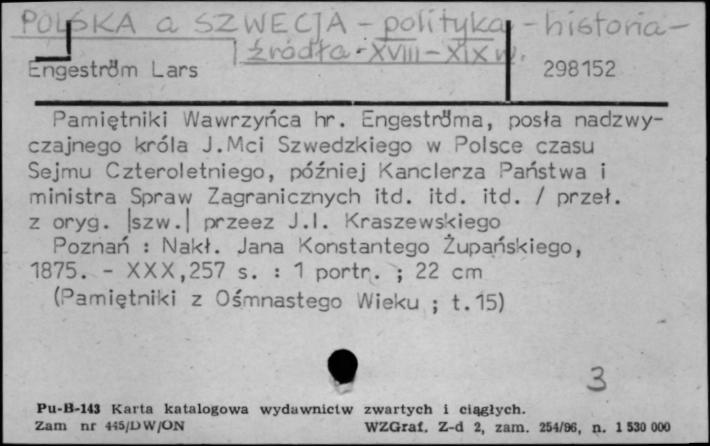 POLSKA a SZWECJA - polityka - historia -
źródła - XVIII - XIX w.
Engeström Lars 298152
Pamiętniki Wawrzyńca hr. Engeströma, posła nadzwy-
czajnego króla J.Mci Szwedzkiego w Polsce czasu
Sejmu Czteroletniego, później Kanclerza Państwa i
ministra Spraw Zagranicznych itd. itd. itd. / przeł.
z oryg. |szw.| przeez J.I. Kraszewskiego
Poznań : Nakł. Jana Konstantego Żupańskiego,
1875. - XXX,257 s. : 1 portr. ; 22 cm
(Pamiętniki z Ośmnastego Wieku ; t.15)
3
Pu-B-143 Karta katalogowa wydawnictw zwartych i ciągłych.
Zam nr 445/DW/ON WZGraf. Z-d 2, zam. 254/96, n. 1 530 000